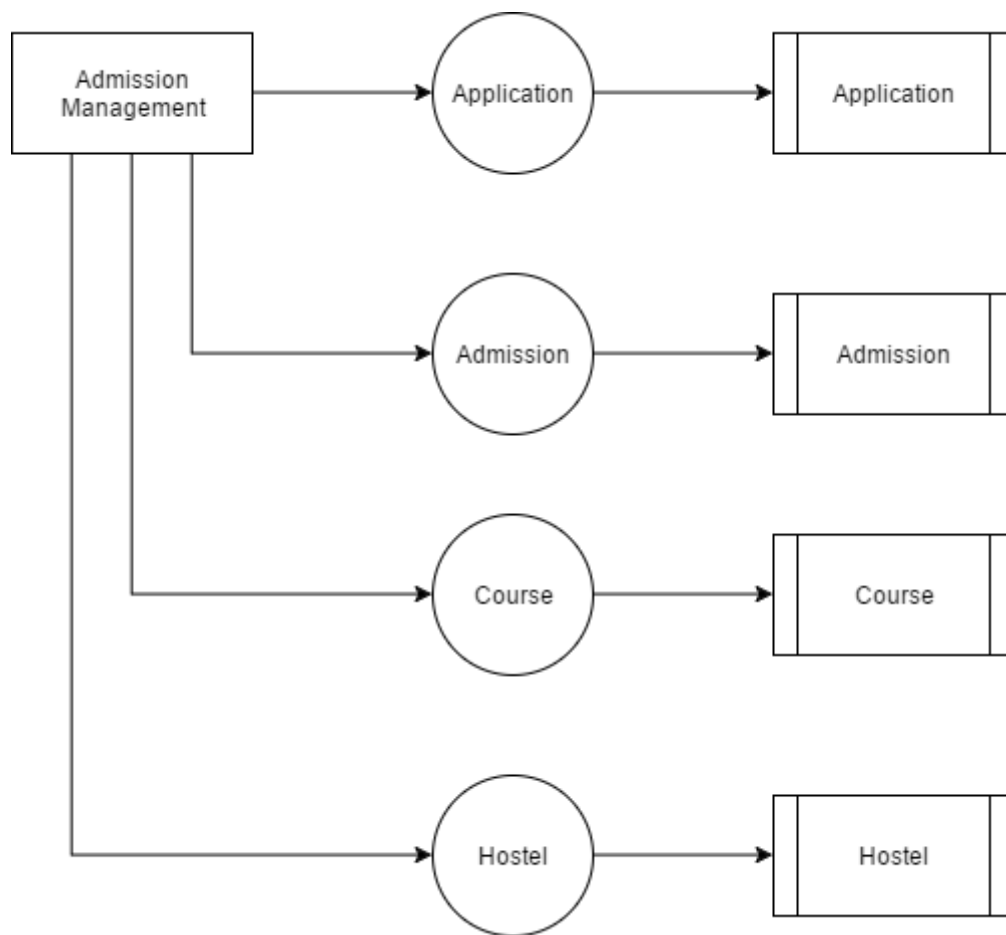 Admission
Management
Application
Application
Admission
Admission
Course
Course
Hostel
Hostel